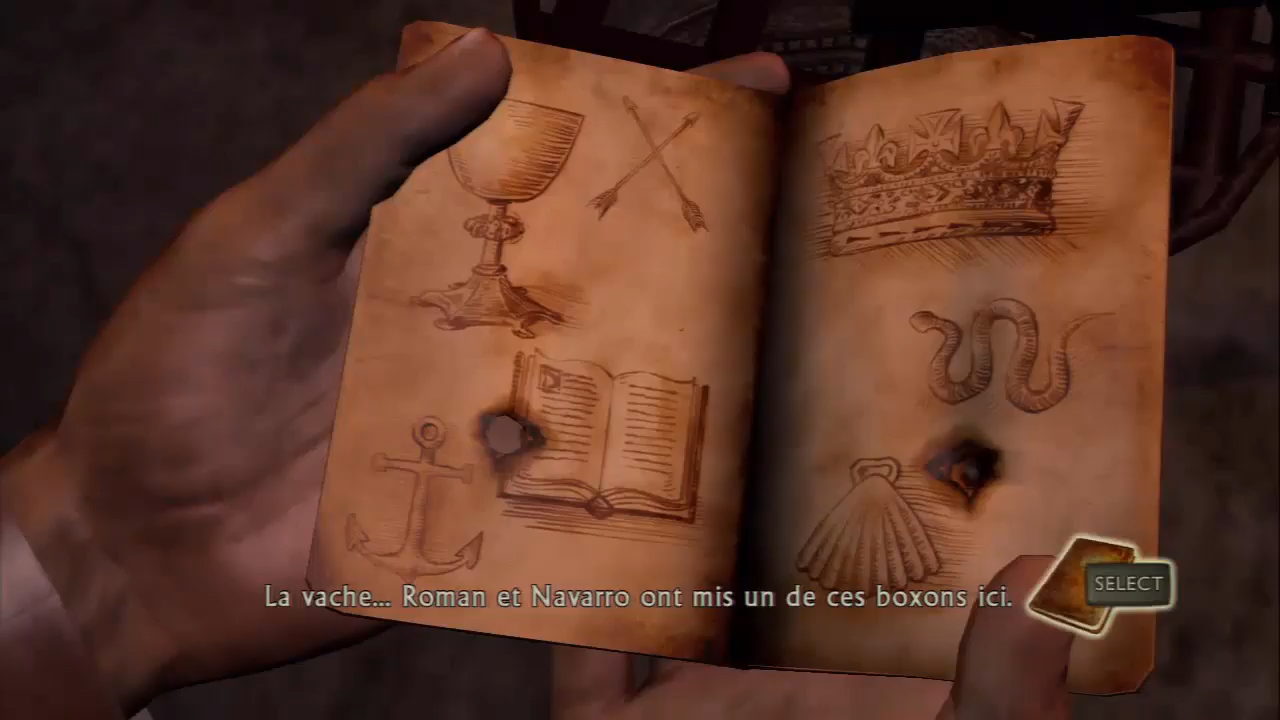 La vache... Roman et Navarro ont mis un de ces boxons ici.
SELECT